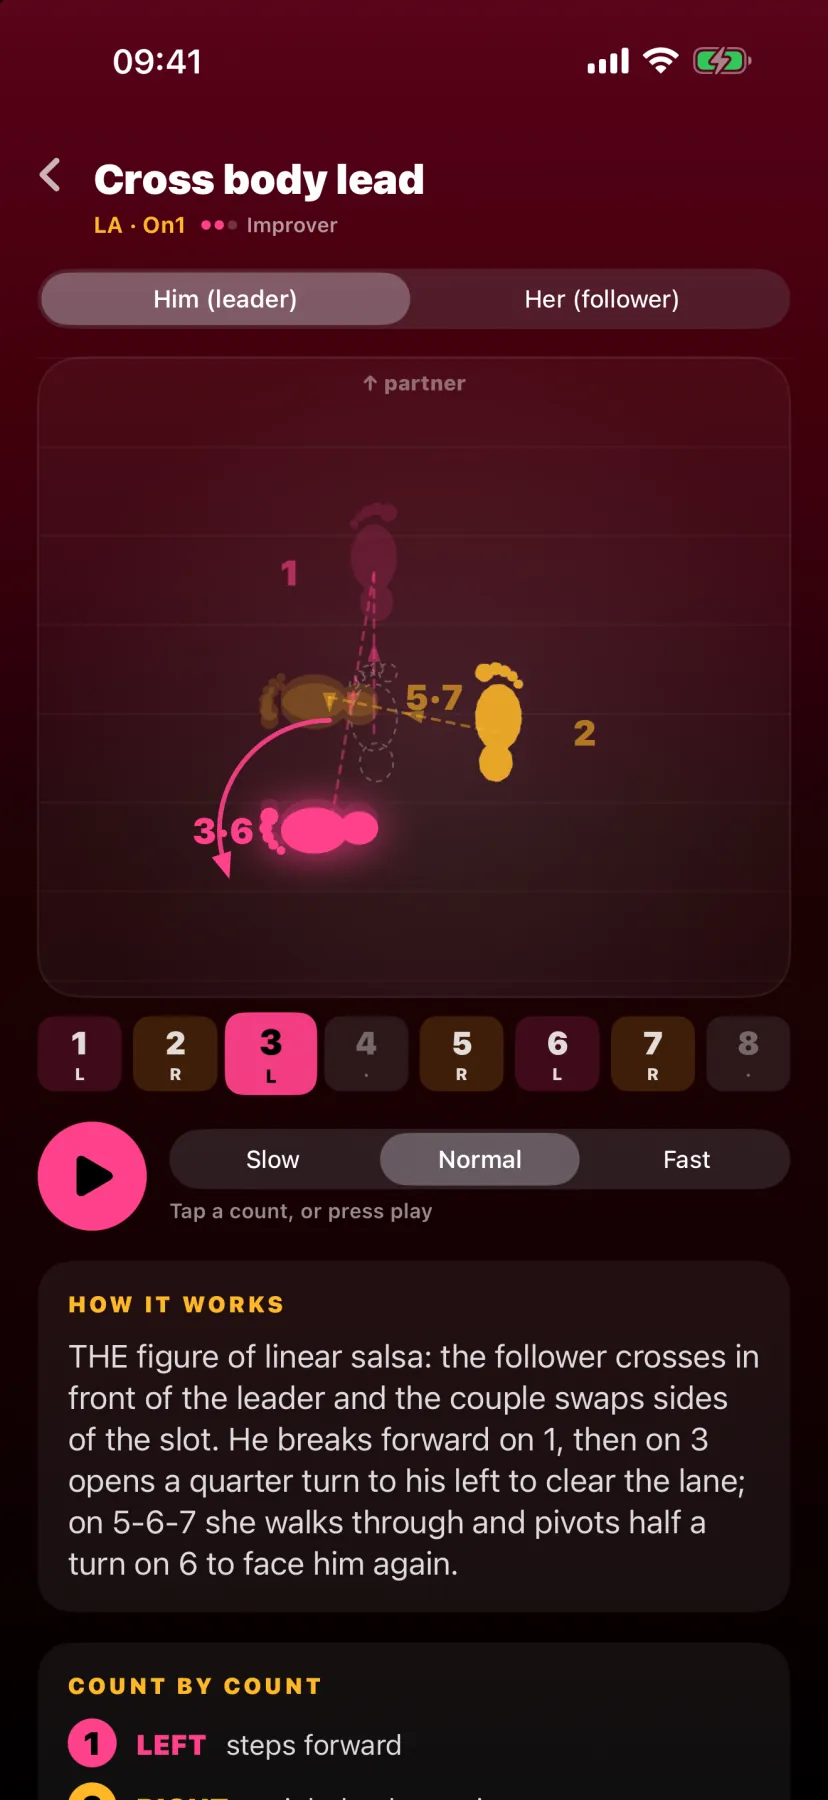 09:41
Cross body lead
LA · On1 Improver
Him (leader) Her (follower)
↑ partner
1
5·7
2
3·6
1 2 3 4 5 6 7 8
L R L · R L R ·
Slow Normal Fast
Tap a count, or press play
HOW IT WORKS
THE figure of linear salsa: the follower crosses in
front of the leader and the couple swaps sides
of the slot. He breaks forward on 1, then on 3
opens a quarter turn to his left to clear the lane;
on 5-6-7 she walks through and pivots half a
turn on 6 to face him again.
COUNT BY COUNT
1 LEFT steps forward